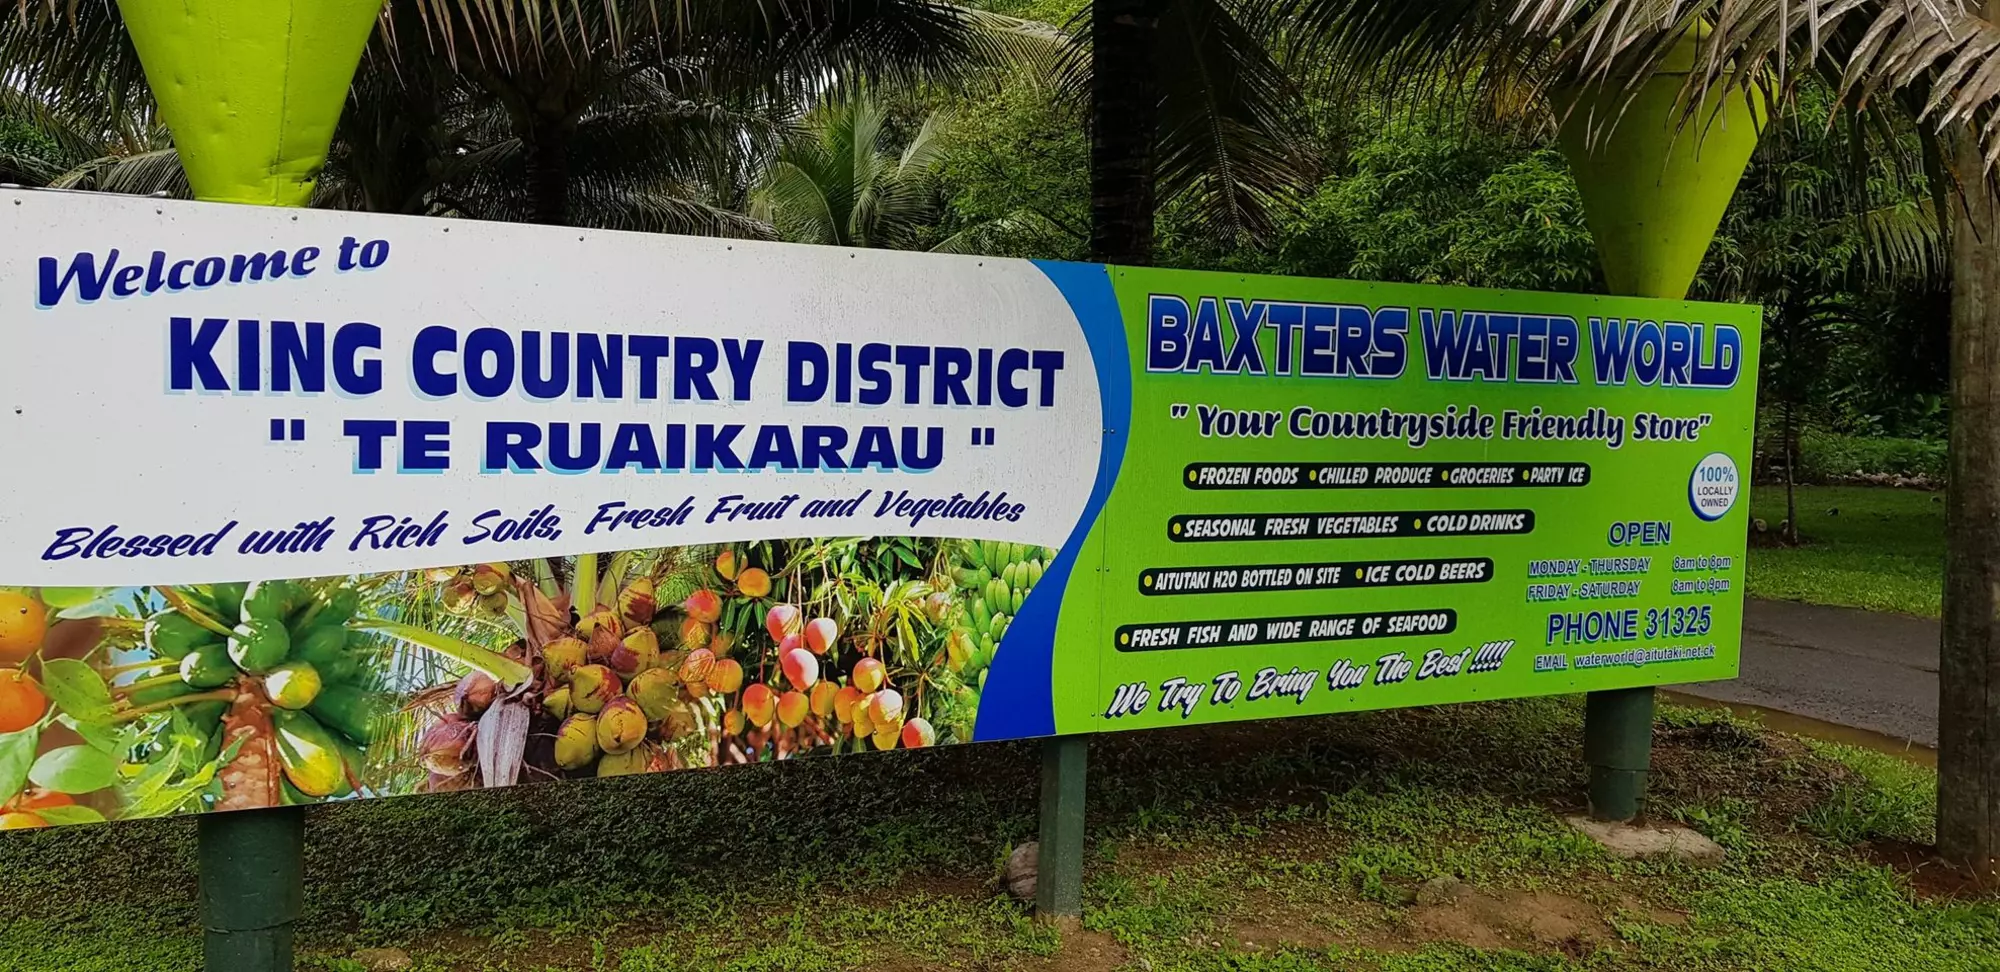 Welcome to
KING COUNTRY DISTRICT
" TE RUAIKARAU "
Blessed with Rich Soils, Fresh Fruit and Vegetables
BAXTERS WATER WORLD
"Your Countryside Friendly Store"
• FROZEN FOODS • CHILLED PRODUCE • GROCERIES • PARTY ICE
• SEASONAL FRESH VEGETABLES • COLD DRINKS
• AITUTAKI H2O BOTTLED ON SITE • ICE COLD BEERS
• FRESH FISH AND WIDE RANGE OF SEAFOOD
We Try To Bring You The Best !!!!!
100%
LOCALLY
OWNED
OPEN
MONDAY - THURSDAY 8am to 8pm
FRIDAY - SATURDAY 8am to 9pm
PHONE 31325
EMAIL waterworld@aitutaki.net.ck